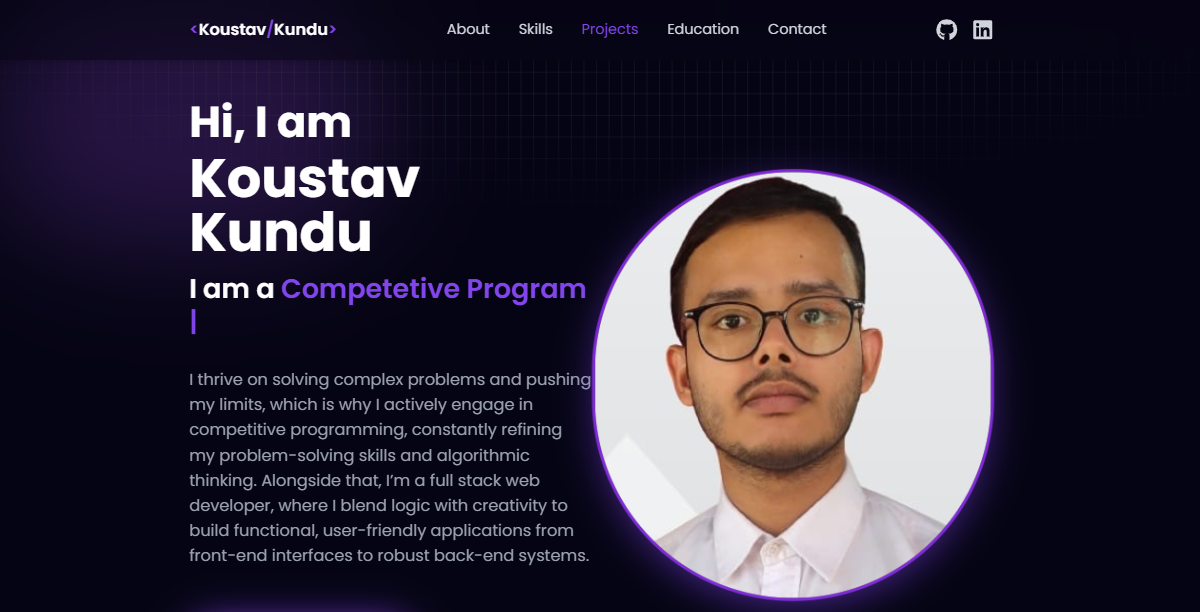 <Koustav/Kundu>
About Skills Projects Education Contact
Hi, I am
Koustav
Kundu
I am a Competetive Program
|
I thrive on solving complex problems and pushing
my limits, which is why I actively engage in
competitive programming, constantly refining
my problem-solving skills and algorithmic
thinking. Alongside that, I’m a full stack web
developer, where I blend logic with creativity to
build functional, user-friendly applications from
front-end interfaces to robust back-end systems.